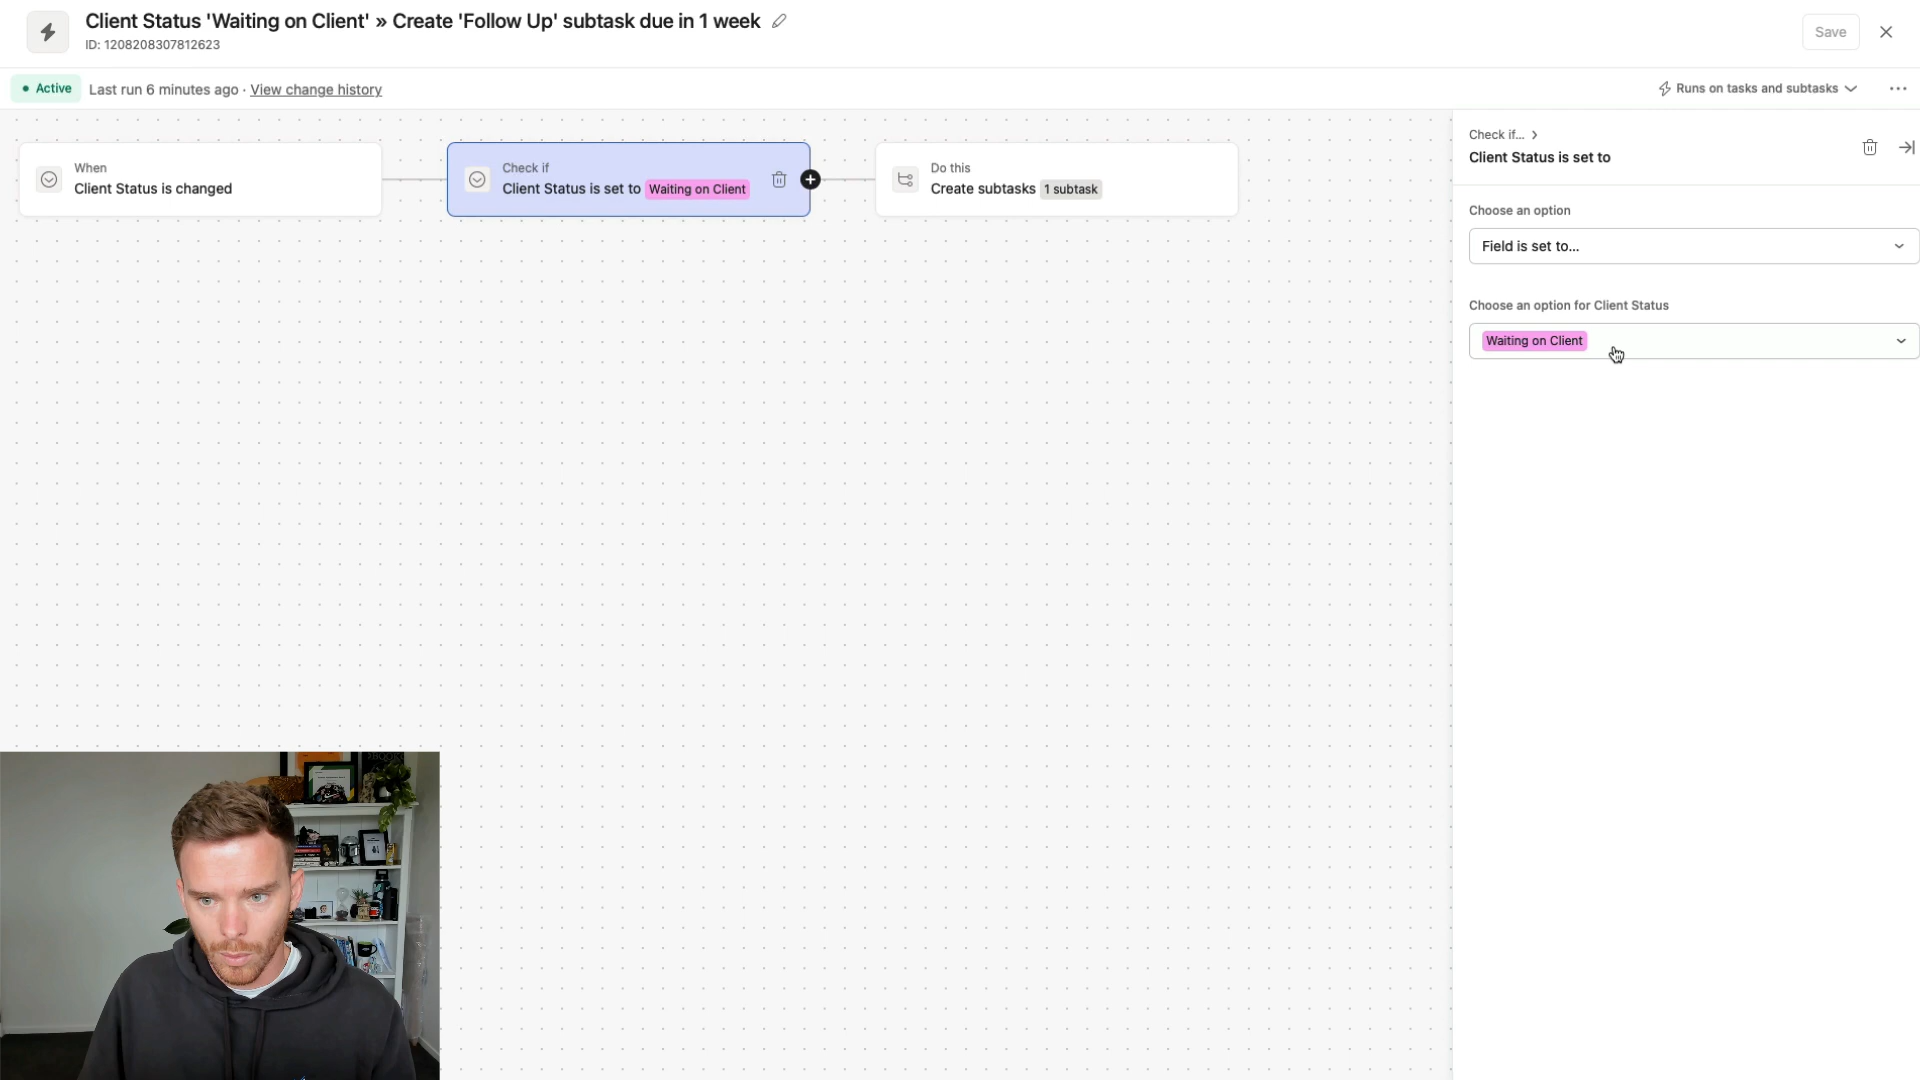 Client Status 'Waiting on Client' » Create 'Follow Up' subtask due in 1 week
ID: 1208208307812623
Save
Active
Last run 6 minutes ago · View change history
Runs on tasks and subtasks
When
Client Status is changed
Check if
Client Status is set to Waiting on Client
Do this
Create subtasks 1 subtask
Check if...
Client Status is set to
Choose an option
Field is set to...
Choose an option for Client Status
Waiting on Client